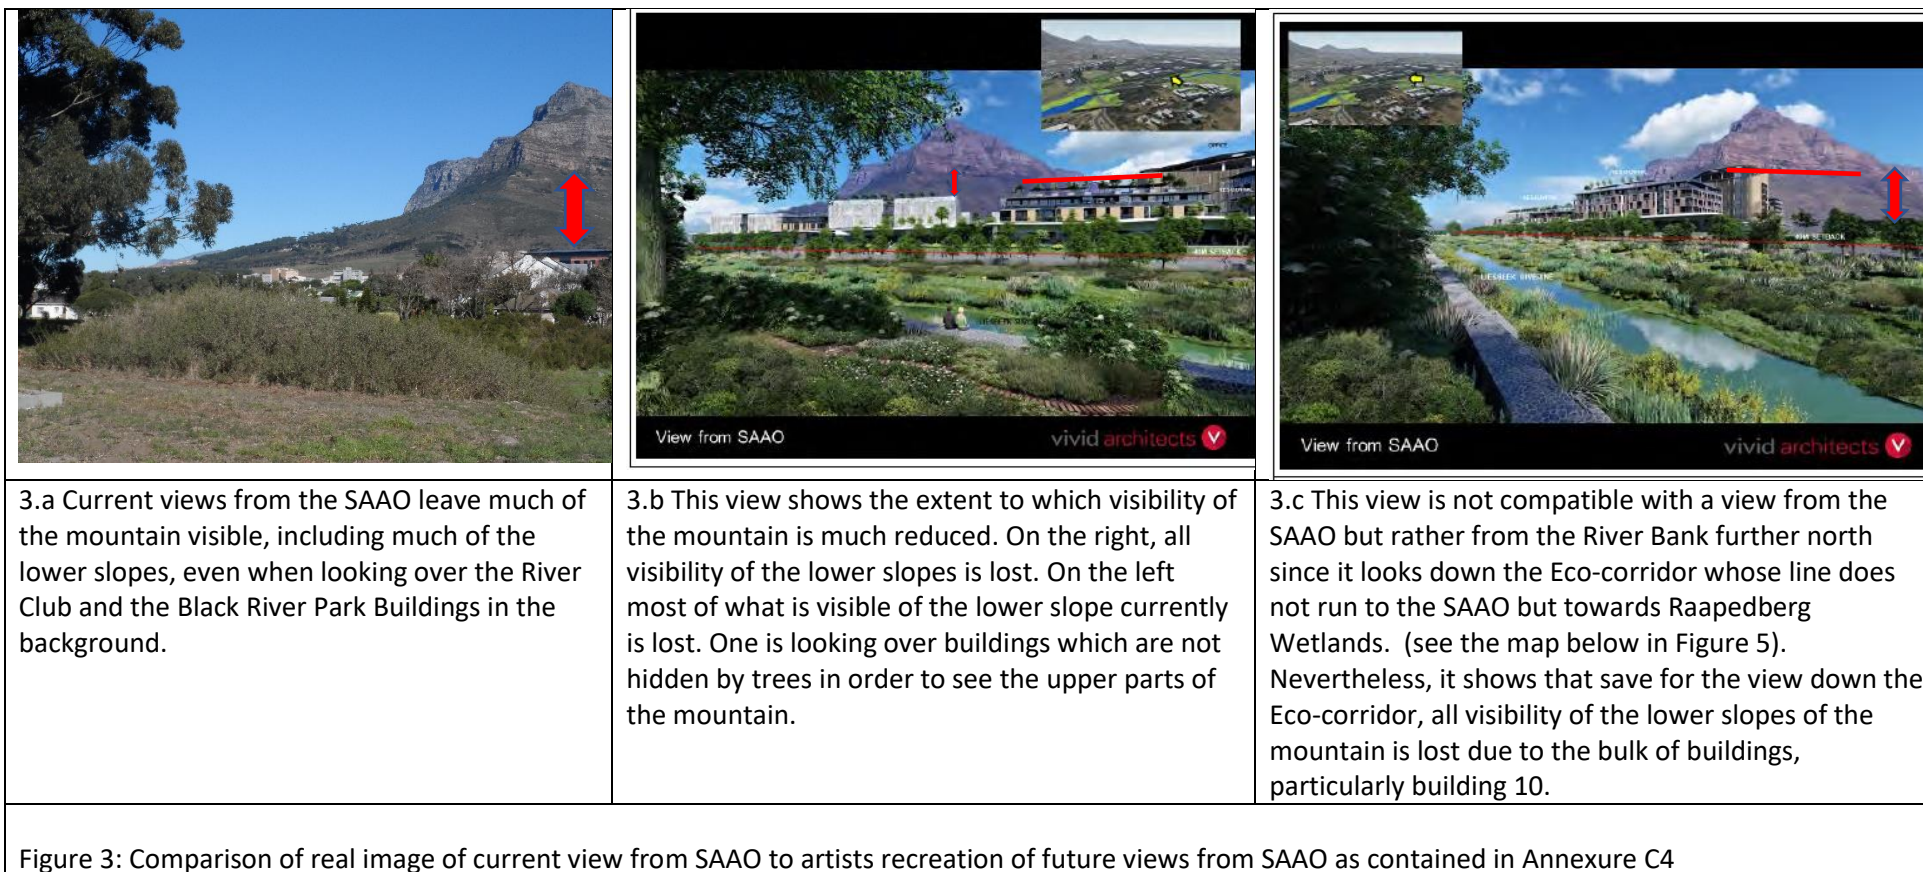 OFFICE
RESIDENTIAL
40M SETBACK
View from SAAO
vivid architects V
RESIDENTIAL
40M SETBACK
LIESBEEK RIVERINE
View from SAAO
vivid architects V
3.a Current views from the SAAO leave much of
the mountain visible, including much of the
lower slopes, even when looking over the River
Club and the Black River Park Buildings in the
background.
3.b This view shows the extent to which visibility of
the mountain is much reduced. On the right, all
visibility of the lower slopes is lost. On the left
most of what is visible of the lower slope currently
is lost. One is looking over buildings which are not
hidden by trees in order to see the upper parts of
the mountain.
3.c This view is not compatible with a view from the
SAAO but rather from the River Bank further north
since it looks down the Eco-corridor whose line does
not run to the SAAO but towards Raapedberg
Wetlands.  (see the map below in Figure 5).
Nevertheless, it shows that save for the view down the
Eco-corridor, all visibility of the lower slopes of the
mountain is lost due to the bulk of buildings,
particularly building 10.
Figure 3: Comparison of real image of current view from SAAO to artists recreation of future views from SAAO as contained in Annexure C4